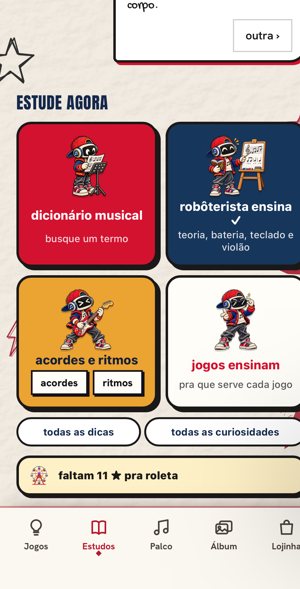 corpo.
outra ›
ESTUDE AGORA
dicionário musical
busque um termo
robôterista ensina
✓
teoria, bateria, teclado e
violão
acordes e ritmos
acordes
ritmos
jogos ensinam
pra que serve cada jogo
todas as dicas
todas as curiosidades
faltam 11 ★ pra roleta
Jogos
Estudos
Palco
Álbum
Lojinha